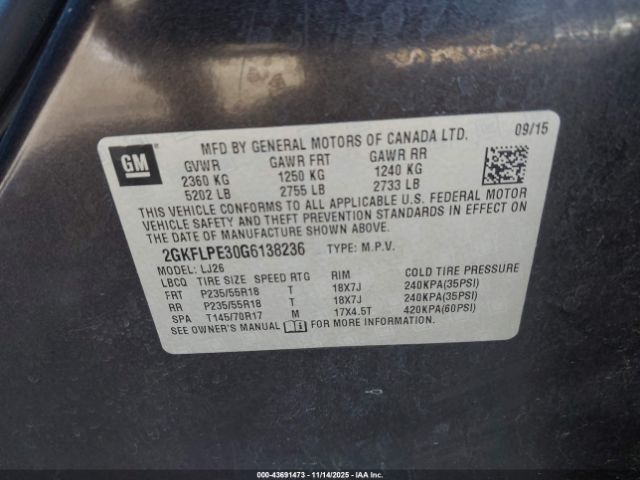 GM
MFD BY GENERAL MOTORS OF CANADA LTD. 09/15
GVWR GAWR FRT GAWR RR
2360 KG 1250 KG 1240 KG
5202 LB 2755 LB 2733 LB
THIS VEHICLE CONFORMS TO ALL APPLICABLE U.S. FEDERAL MOTOR
VEHICLE SAFETY AND THEFT PREVENTION STANDARDS IN EFFECT ON
THE DATE OF MANUFACTURE SHOWN ABOVE.
2GKFLPE30G6138236 TYPE: M.P.V.
MODEL: LJ26
LBCQ TIRE SIZE SPEED RTG RIM COLD TIRE PRESSURE
FRT P235/55R18 T 18X7J 240KPA(35PSI)
RR P235/55R18 T 18X7J 240KPA(35PSI)
SPA T145/70R17 M 17X4.5T 420KPA(60PSI)
SEE OWNER'S MANUAL FOR MORE INFORMATION.
000-43691473 - 11/14/2025 - IAAI.COM